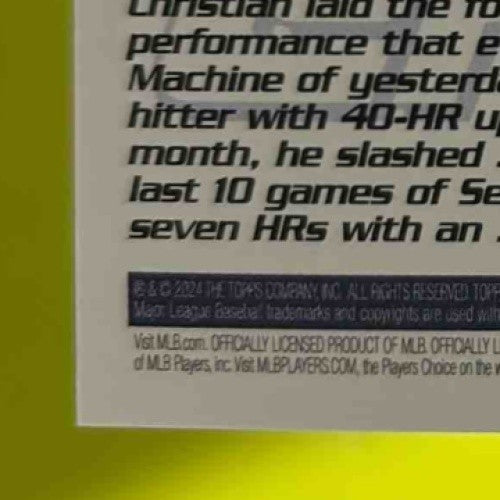 Christian laid the fo
performance that e
Machine of yesterda
hitter with 40-HR u
month, he slashed
last 10 games of Se
seven HRs with an
® & © 2024 THE TOPPS COMPANY, INC. ALL RIGHTS RESERVED. TOPP
Major League Baseball trademarks and copyrights are used with
Visit MLB.com. OFFICIALLY LICENSED PRODUCT OF MLB. OFFICIALLY L
of MLB Players, Inc. Visit MLBPLAYERS.COM, the Players Choice on the w